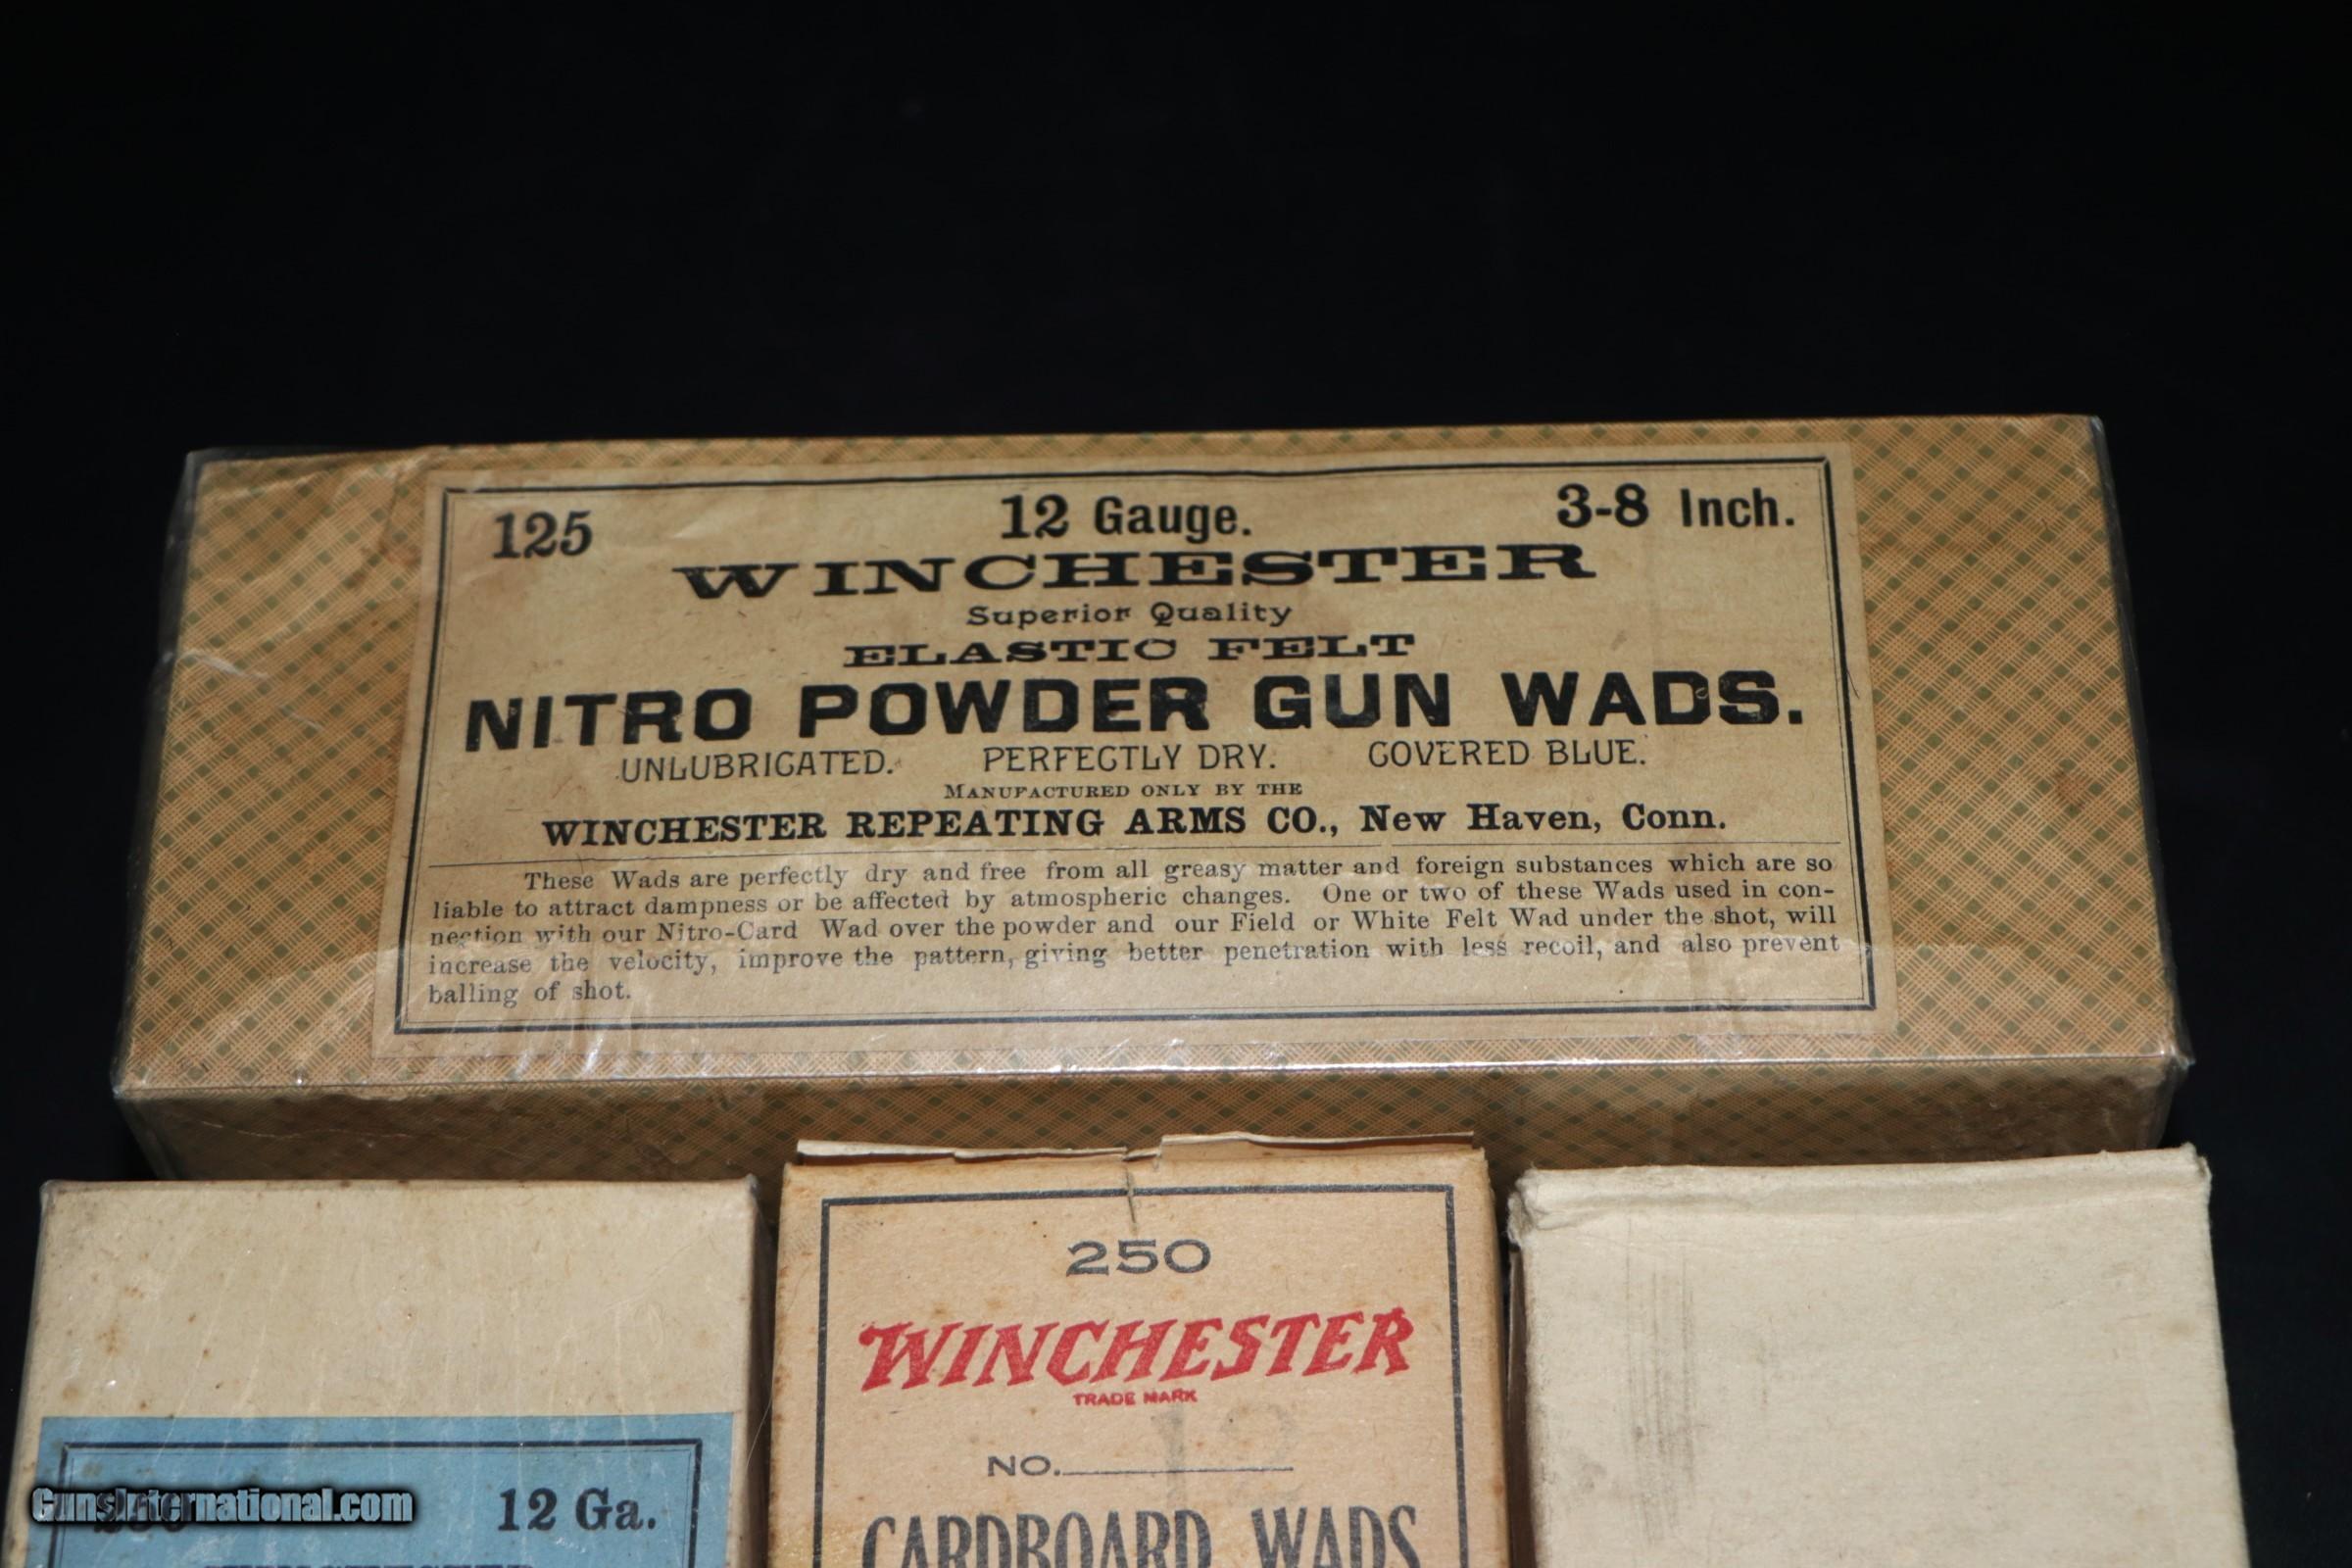 125 12 Gauge. 3-8 Inch.
WINCHESTER
Superior Quality
ELASTIC FELT
NITRO POWDER GUN WADS.
UNLUBRICATED. PERFECTLY DRY. COVERED BLUE.
MANUFACTURED ONLY BY THE
WINCHESTER REPEATING ARMS CO., New Haven, Conn.
These Wads are perfectly dry and free from all greasy matter and foreign substances which are so
liable to attract dampness or be affected by atmospheric changes. One or two of these Wads used in con-
nection with our Nitro-Card Wad over the powder and our Field or White Felt Wad under the shot, will
increase the velocity, improve the pattern, giving better penetration with less recoil, and also prevent
balling of shot.
250
WINCHESTER
TRADE MARK
NO. 12
CARDBOARD WADS
12 Ga.
GunsInternational.com